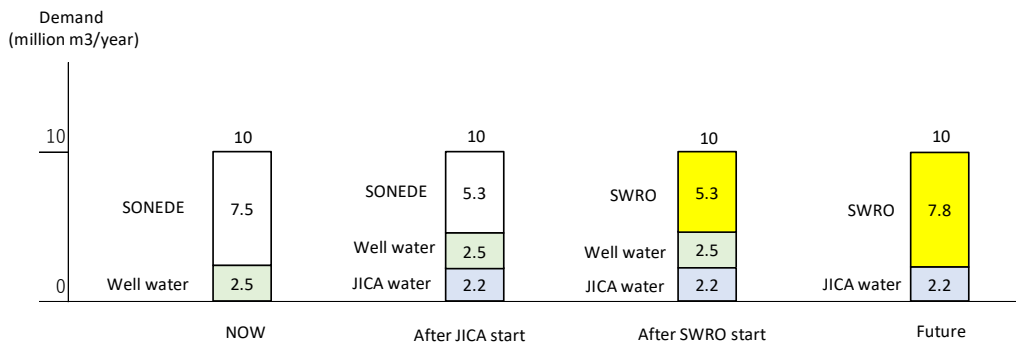 Demand
(million m3/year)
10
0
10
SONEDE
7.5
Well water
2.5
NOW
10
SONEDE
5.3
Well water
2.5
JICA water
2.2
After JICA start
10
SWRO
5.3
Well water
2.5
JICA water
2.2
After SWRO start
10
SWRO
7.8
JICA water
2.2
Future